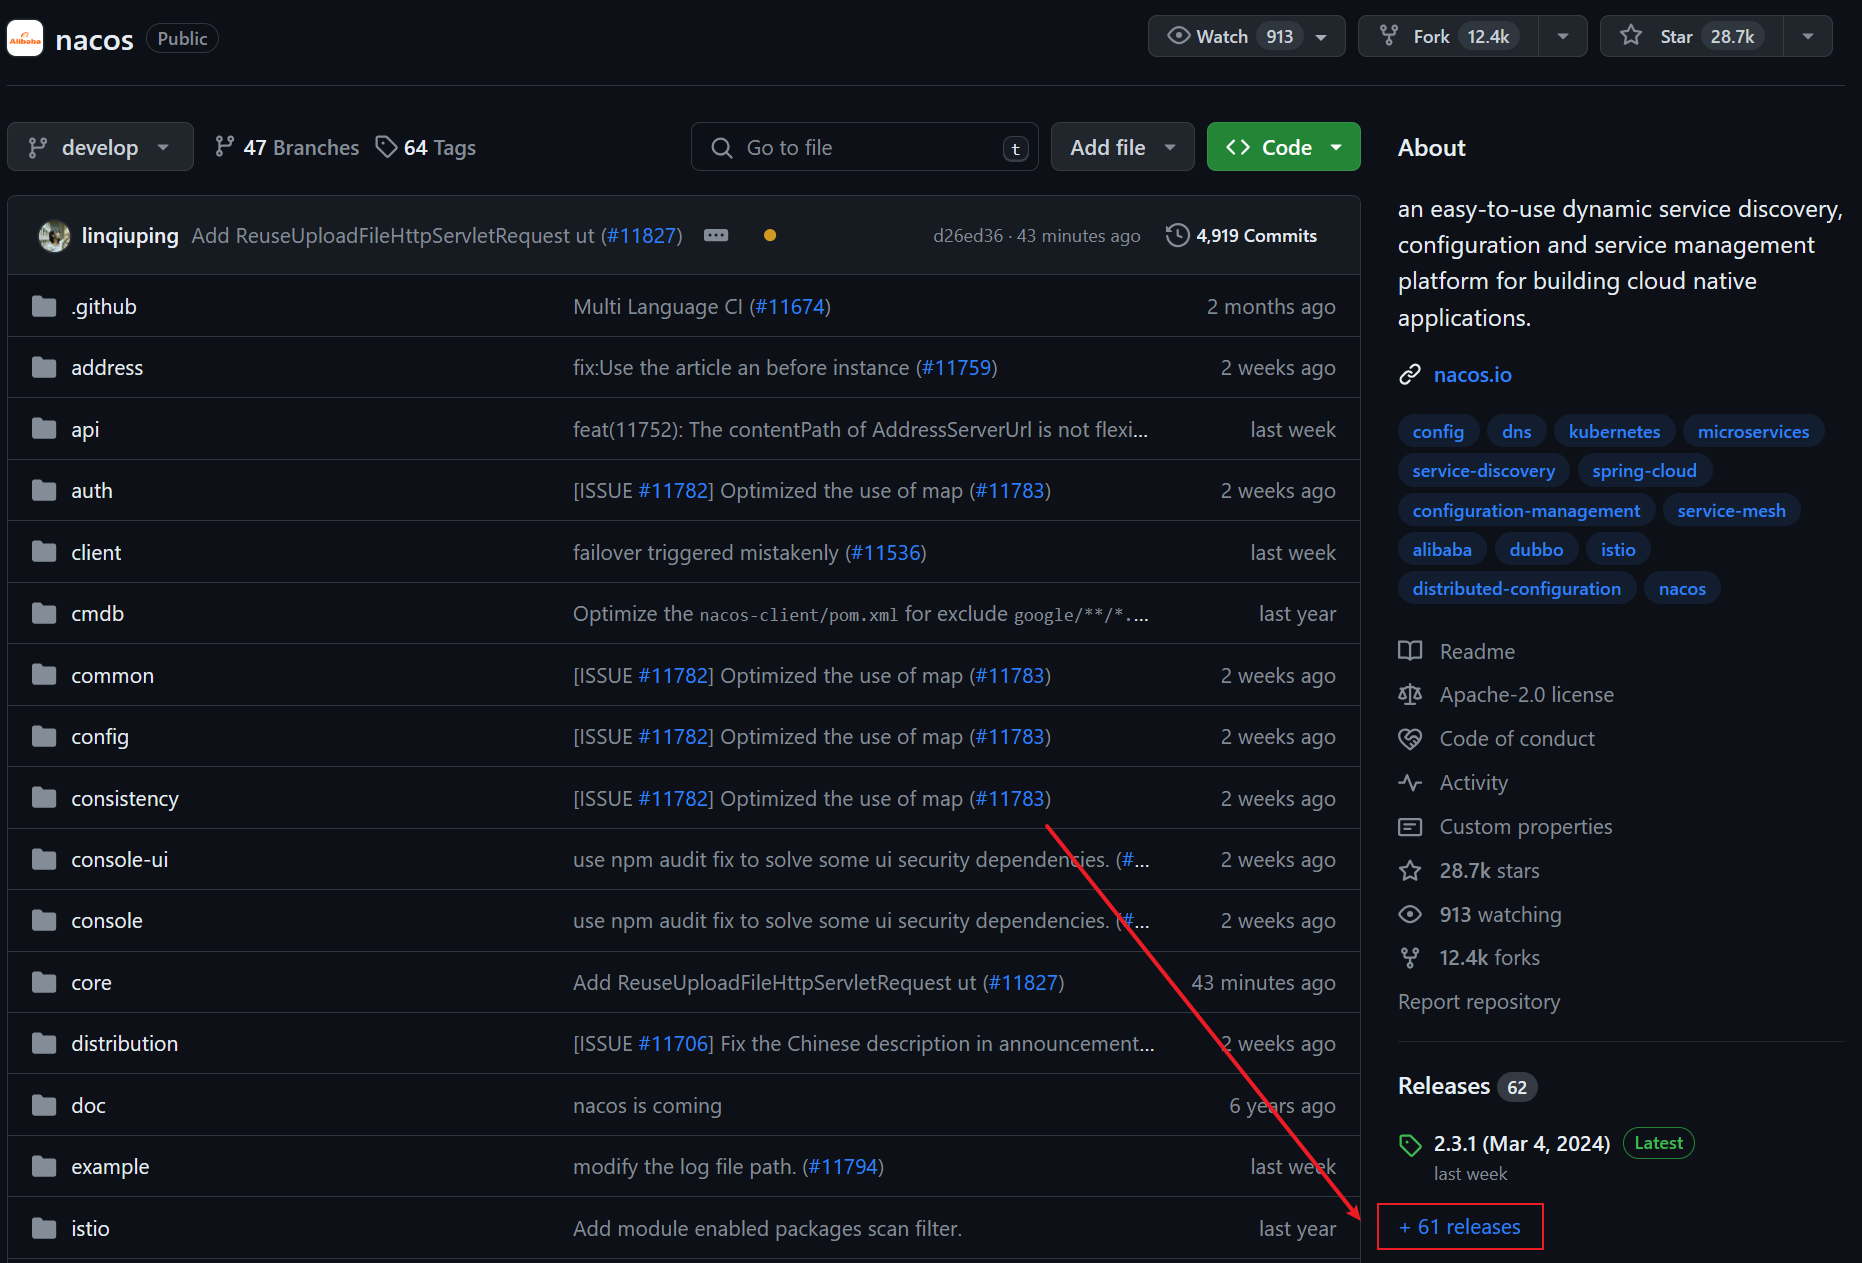 Alibaba nacos Public Watch 913 Fork 12.4k Star 28.7k
develop 47 Branches 64 Tags Go to file t Add file Code
linqiuping Add ReuseUploadFileHttpServletRequest ut (#11827) d26ed36 · 43 minutes ago 4,919 Commits
.github Multi Language CI (#11674) 2 months ago
address fix:Use the article an before instance (#11759) 2 weeks ago
api feat(11752): The contentPath of AddressServerUrl is not flexi... last week
auth [ISSUE #11782] Optimized the use of map (#11783) 2 weeks ago
client failover triggered mistakenly (#11536) last week
cmdb Optimize the nacos-client/pom.xml for exclude google/**/*.... last year
common [ISSUE #11782] Optimized the use of map (#11783) 2 weeks ago
config [ISSUE #11782] Optimized the use of map (#11783) 2 weeks ago
consistency [ISSUE #11782] Optimized the use of map (#11783) 2 weeks ago
console-ui use npm audit fix to solve some ui security dependencies. (#... 2 weeks ago
console use npm audit fix to solve some ui security dependencies. (#... 2 weeks ago
core Add ReuseUploadFileHttpServletRequest ut (#11827) 43 minutes ago
distribution [ISSUE #11706] Fix the Chinese description in announcement... 2 weeks ago
doc nacos is coming 6 years ago
example modify the log file path. (#11794) last week
istio Add module enabled packages scan filter. last year
About
an easy-to-use dynamic service discovery,
configuration and service management
platform for building cloud native
applications.
nacos.io
config dns kubernetes microservices
service-discovery spring-cloud
configuration-management service-mesh
alibaba dubbo istio
distributed-configuration nacos
Readme
Apache-2.0 license
Code of conduct
Activity
Custom properties
28.7k stars
913 watching
12.4k forks
Report repository
Releases 62
2.3.1 (Mar 4, 2024) Latest
last week
+ 61 releases